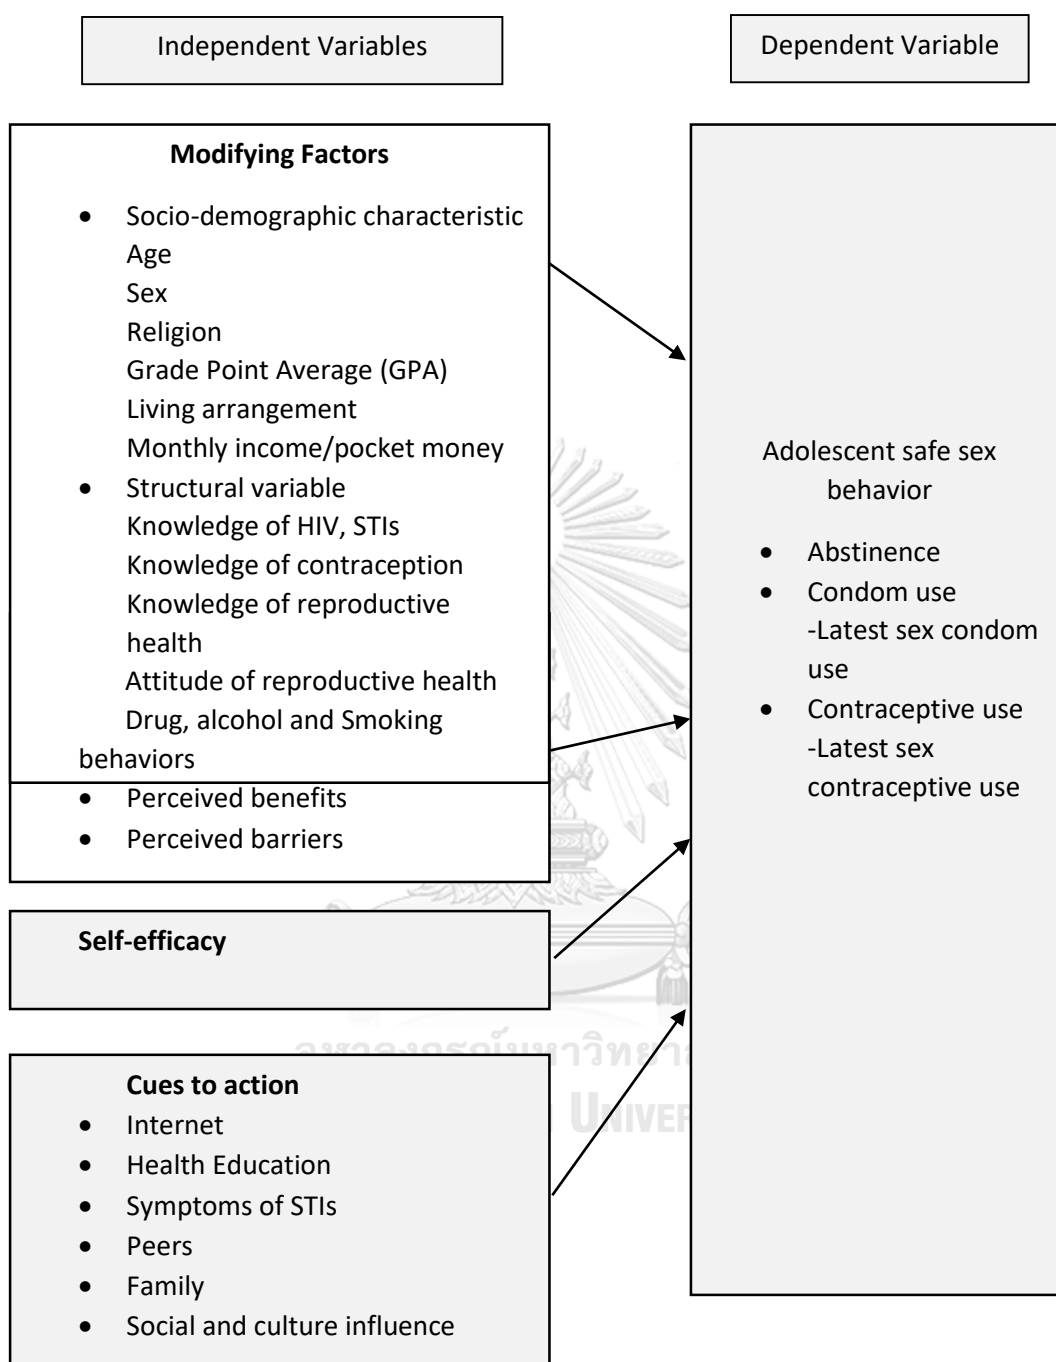 Independent Variables
Dependent Variable
Modifying Factors
• Socio-demographic characteristic
Age
Sex
Religion
Grade Point Average (GPA)
Living arrangement
Monthly income/pocket money
• Structural variable
Knowledge of HIV, STIs
Knowledge of contraception
Knowledge of reproductive
health
Attitude of reproductive health
Drug, alcohol and Smoking
behaviors
• Perceived benefits
• Perceived barriers
Self-efficacy
Cues to action
• Internet
• Health Education
• Symptoms of STIs
• Peers
• Family
• Social and culture influence
Adolescent safe sex
behavior
• Abstinence
• Condom use
-Latest sex condom
use
• Contraceptive use
-Latest sex
contraceptive use